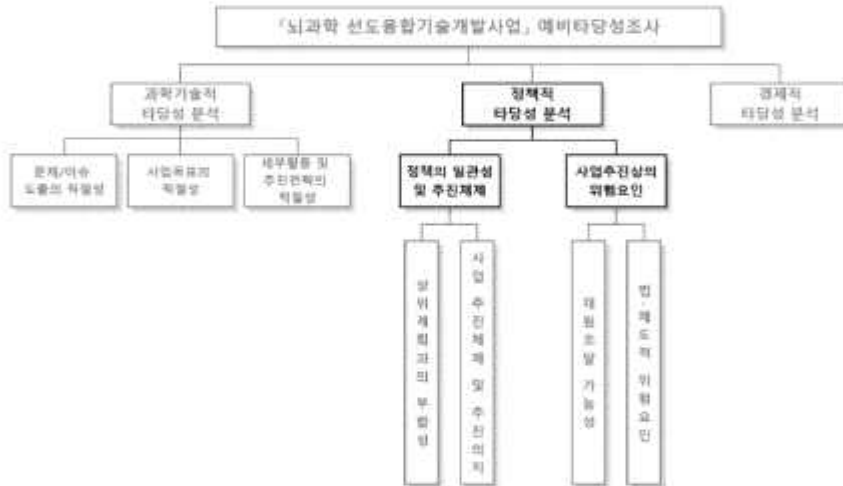 「뇌과학 선도융합기술개발사업」 예비타당성조사
과학기술적
타당성 분석
정책적
타당성 분석
경제적
타당성 분석
문제/이슈
도출의 적절성
사업목표의
적절성
세부활동 및
추진전략의
적절성
정책의 일관성
및 추진체제
사업추진상의
위험요인
상위계획과의 부합성
사업 추진체제 및 추진의지
재원조달 가능성
법·제도적 위험요인